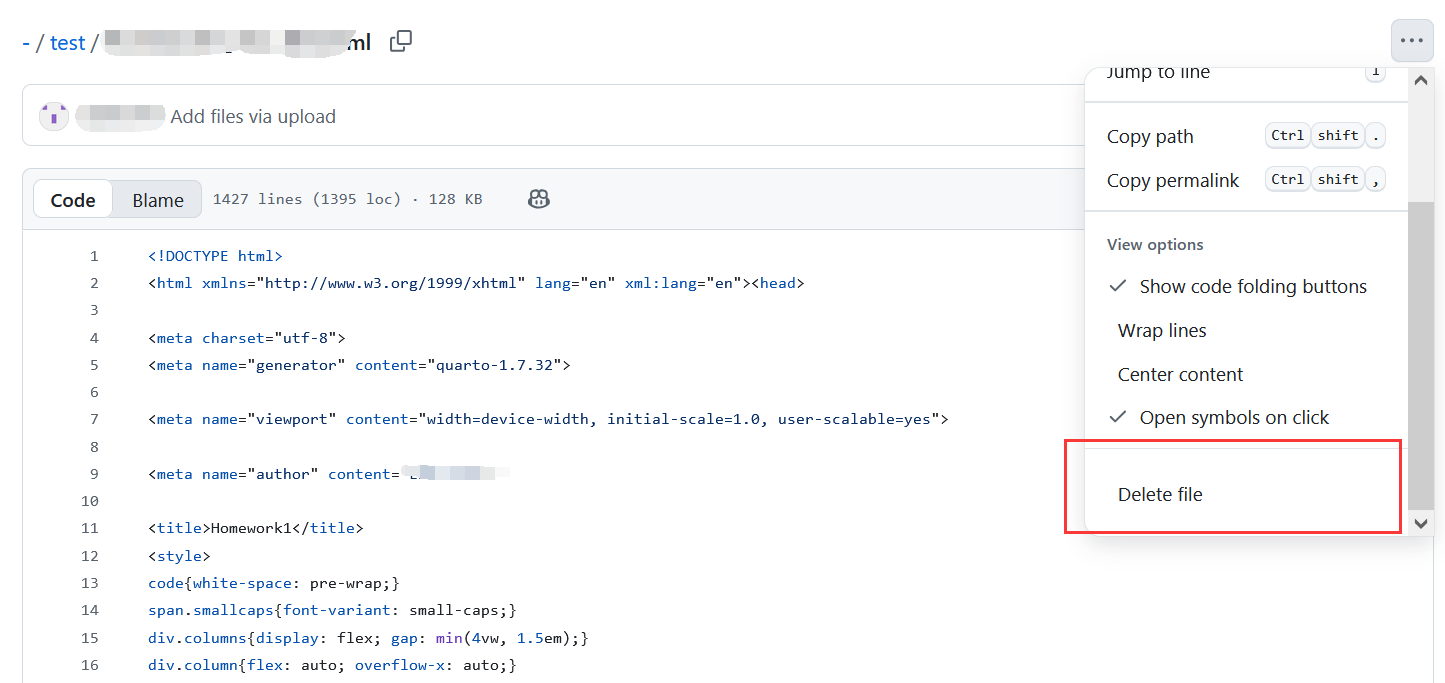 - / test / ml
Add files via upload
Code Blame 1427 lines (1395 loc) · 128 KB
1 <!DOCTYPE html>
2 <html xmlns="http://www.w3.org/1999/xhtml" lang="en" xml:lang="en"><head>
3
4 <meta charset="utf-8">
5 <meta name="generator" content="quarto-1.7.32">
6
7 <meta name="viewport" content="width=device-width, initial-scale=1.0, user-scalable=yes">
8
9 <meta name="author" content=
10
11 <title>Homework1</title>
12 <style>
13 code{white-space: pre-wrap;}
14 span.smallcaps{font-variant: small-caps;}
15 div.columns{display: flex; gap: min(4vw, 1.5em);}
16 div.column{flex: auto; overflow-x: auto;}
Jump to line
Copy path Ctrl shift .
Copy permalink Ctrl shift ,
View options
Show code folding buttons
Wrap lines
Center content
Open symbols on click
Delete file